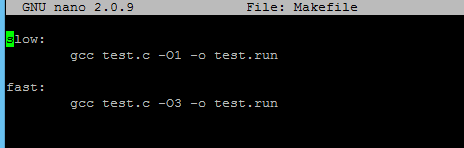 GNU nano 2.0.9 File: Makefile
slow:
gcc test.c -O1 -o test.run
fast:
gcc test.c -O3 -o test.run